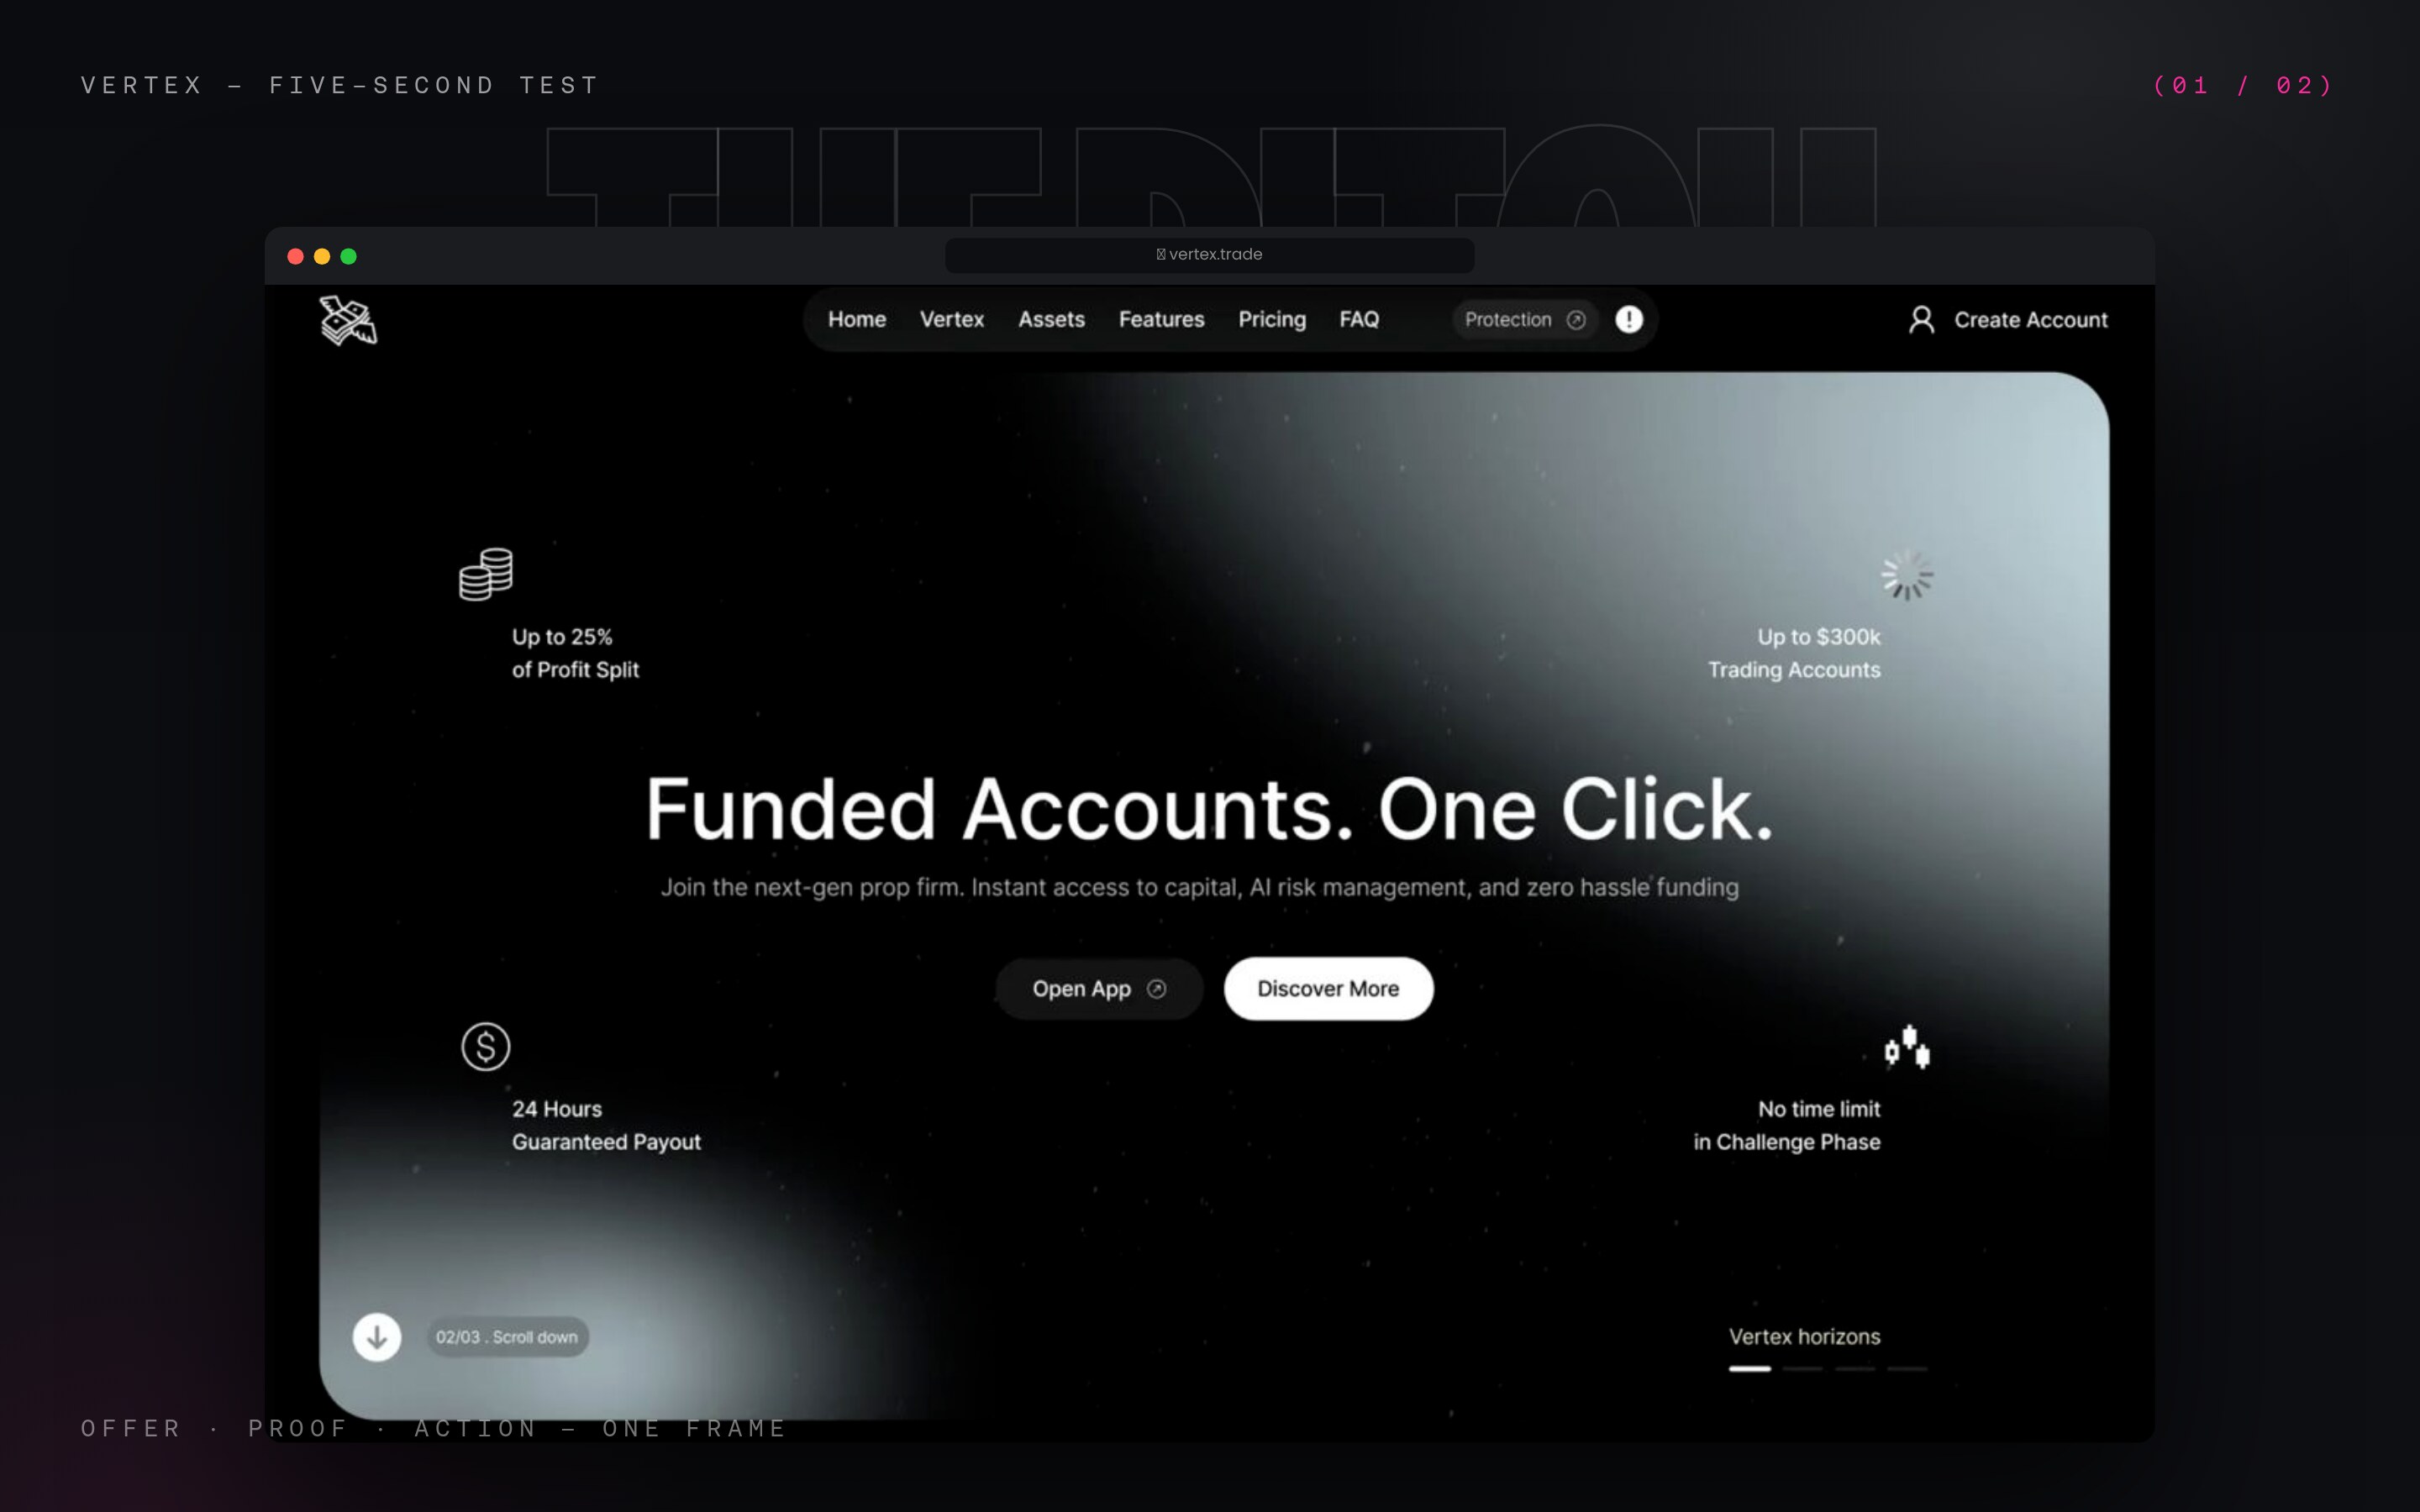 VERTEX – FIVE-SECOND TEST
(01 / 02)
vertex.trade
Home Vertex Assets Features Pricing FAQ Protection
Create Account
Up to 25%
of Profit Split
Up to $300k
Trading Accounts
Funded Accounts. One Click.
Join the next-gen prop firm. Instant access to capital, AI risk management, and zero hassle funding
Open App
Discover More
24 Hours
Guaranteed Payout
No time limit
in Challenge Phase
02/03 . Scroll down
Vertex horizons
OFFER · PROOF · ACTION – ONE FRAME